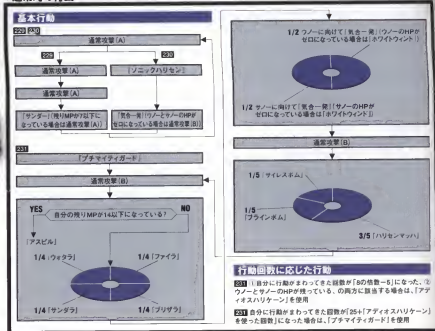 基本行動
229 230
通常攻撃(A)
229
230
通常攻撃(A)
『ソニックハリセン』
通常攻撃(A)
『サンダー』(残りMPが7以下に
なっている場合は通常攻撃(A))
『気合一発』(ウノーとサノーのHPが
ゼロになっている場合は通常攻撃(B))
231
『プチマイティガード』
通常攻撃(B)
YES
NO
自分の残りMPが14以下になっている?
『アスピル』
1/4『ウォタラ』
1/4『ファイラ』
1/4『サンダラ』
1/4『ブリザラ』
1/2 ウノーに向けて『気合一発』(ウノーのHPが
ゼロになっている場合は『ホワイトウィンド』)
1/2 サノーに向けて『気合一発』(サノーのHPが
ゼロになっている場合は『ホワイトウィンド』)
通常攻撃(B)
1/5『サイレスボム』
1/5
『ブラインボム』
3/5『ハリセンマッハ』
行動回数に応じた行動
231 ①自分に行動がまわってきた回数が「8の倍数-5」になった、②
ウノーとサノーのHPが残っている、の両方に該当する場合は、『アデ
ィオスハリケーン』を使用
231 自分に行動がまわってきた回数が「25+『アディオスハリケーン』
を使った回数」になった場合は、『プチマイティガード』を使用